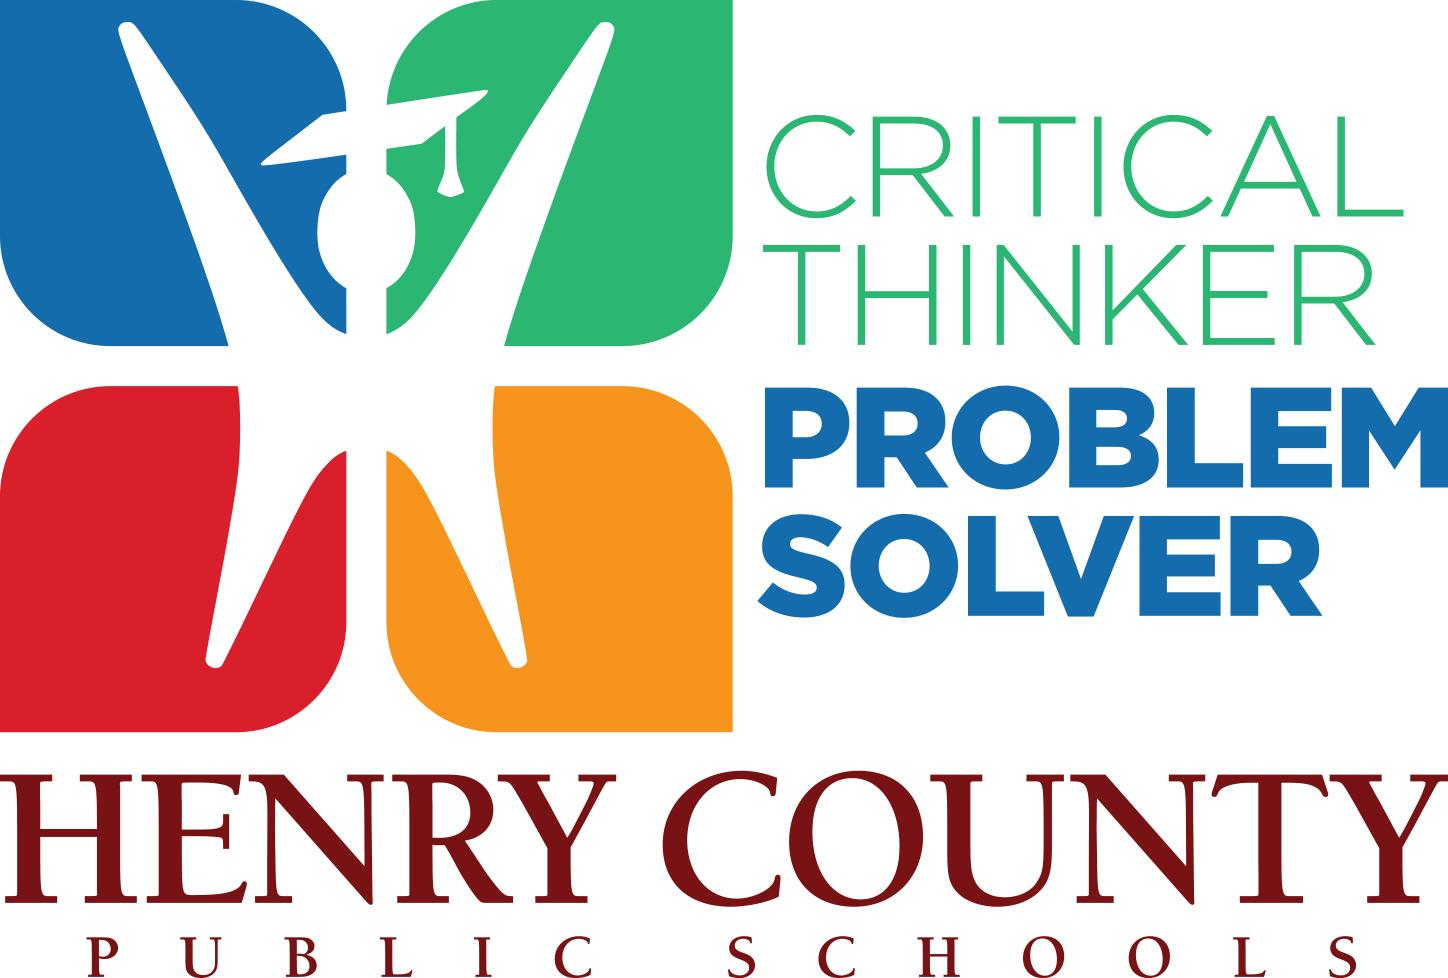 CRITICAL
THINKER
PROBLEM
SOLVER
HENRY COUNTY
PUBLIC SCHOOLS